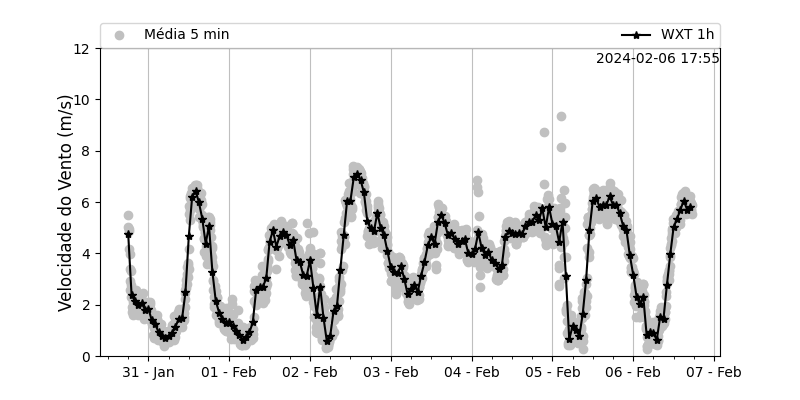 Média 5 min
WXT 1h
2024-02-06 17:55
Velocidade do Vento (m/s)
12
10
8
6
4
2
0
31 - Jan
01 - Feb
02 - Feb
03 - Feb
04 - Feb
05 - Feb
06 - Feb
07 - Feb